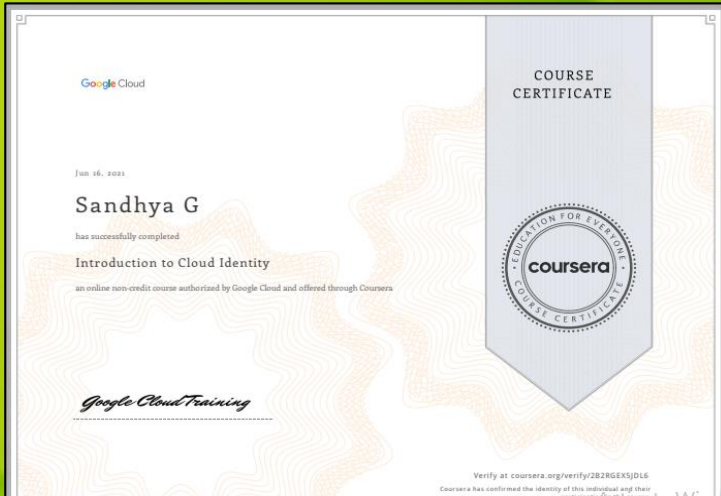 Google Cloud
COURSE
CERTIFICATE
Jun 16, 2021
Sandhya G
has successfully completed
Introduction to Cloud Identity
an online non-credit course authorized by Google Cloud and offered through Coursera
EDUCATION FOR EVERYONE
coursera
COURSE CERTIFICATE
Google Cloud Training
Verify at coursera.org/verify/2B2RGEX5JDL6
Coursera has confirmed the identity of this individual and their